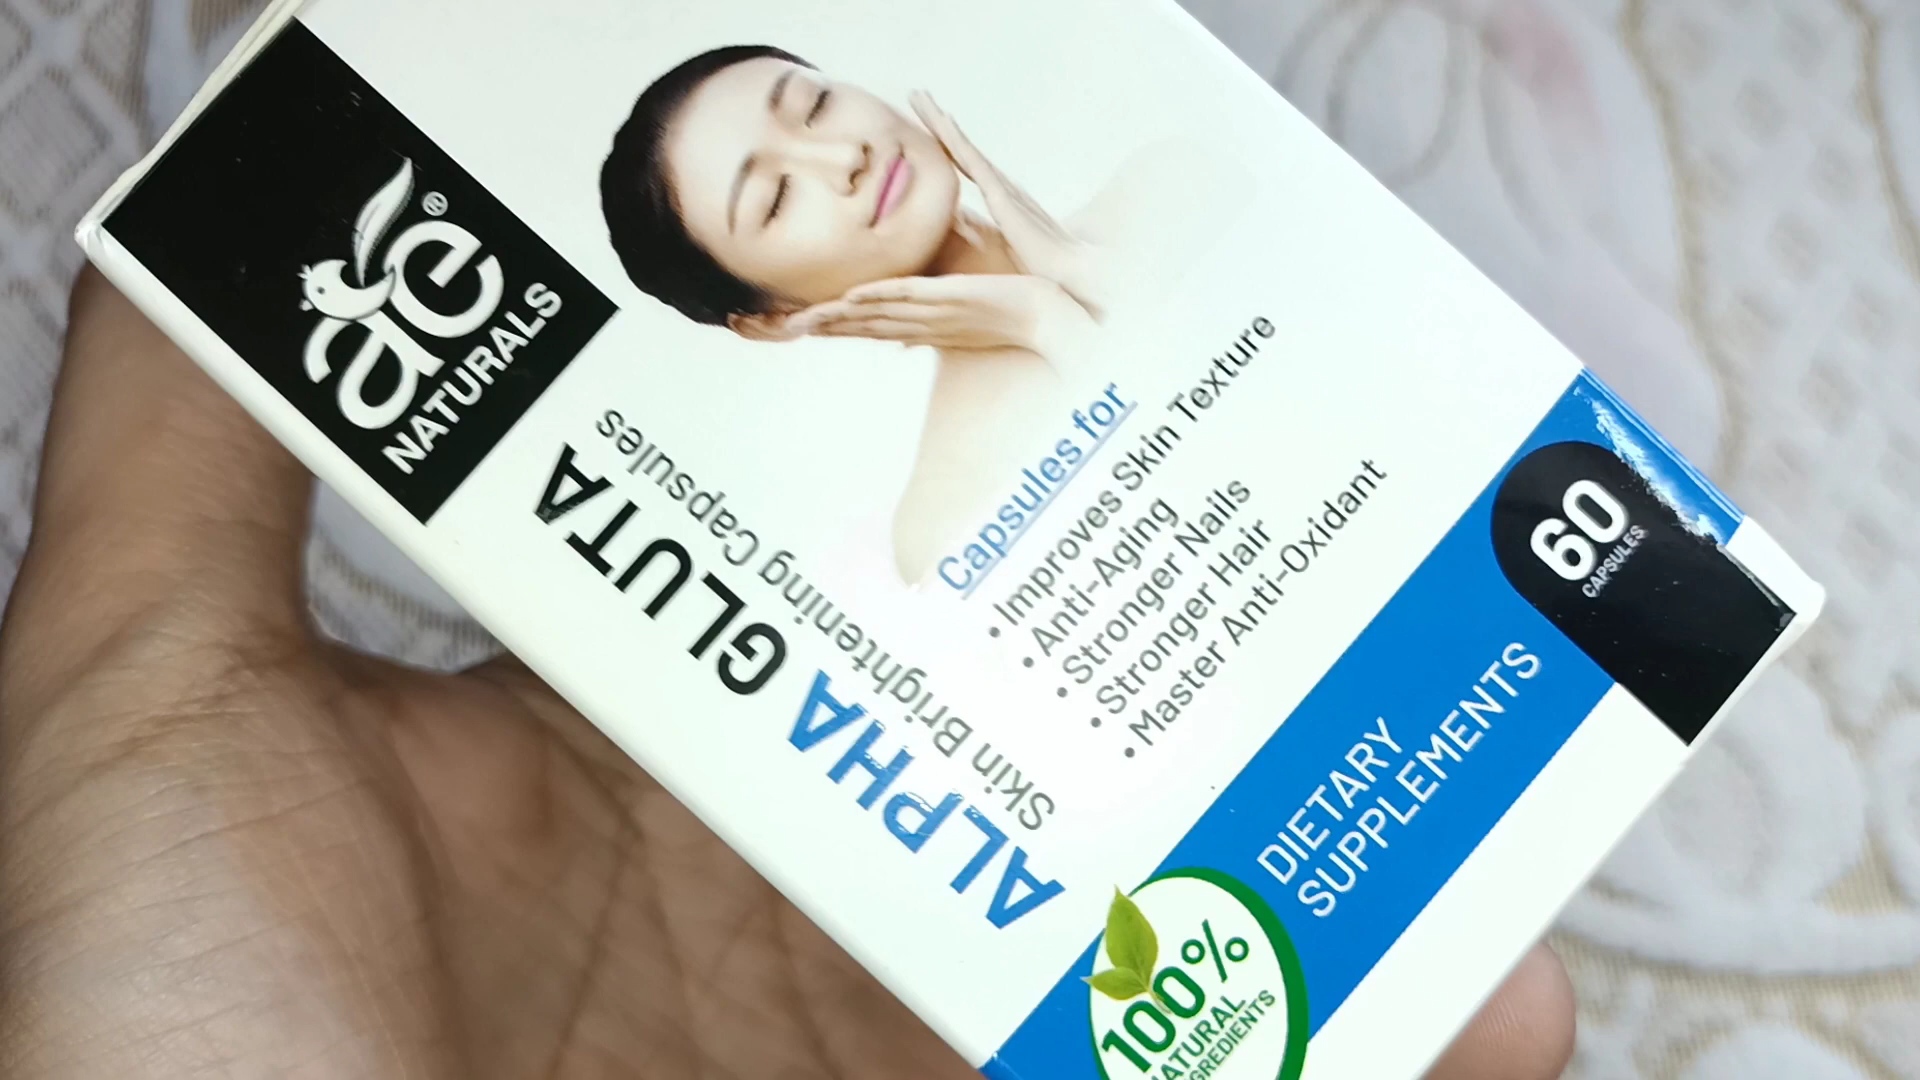 ae®
NATURALS
ALPHA GLUTA
Skin Brightening Capsules
Capsules for
• Improves Skin Texture
• Anti-Aging
• Stronger Nails
• Stronger Hair
• Master Anti-Oxidant
60
CAPSULES
DIETARY
SUPPLEMENTS
100%
NATURAL
INGREDIENTS